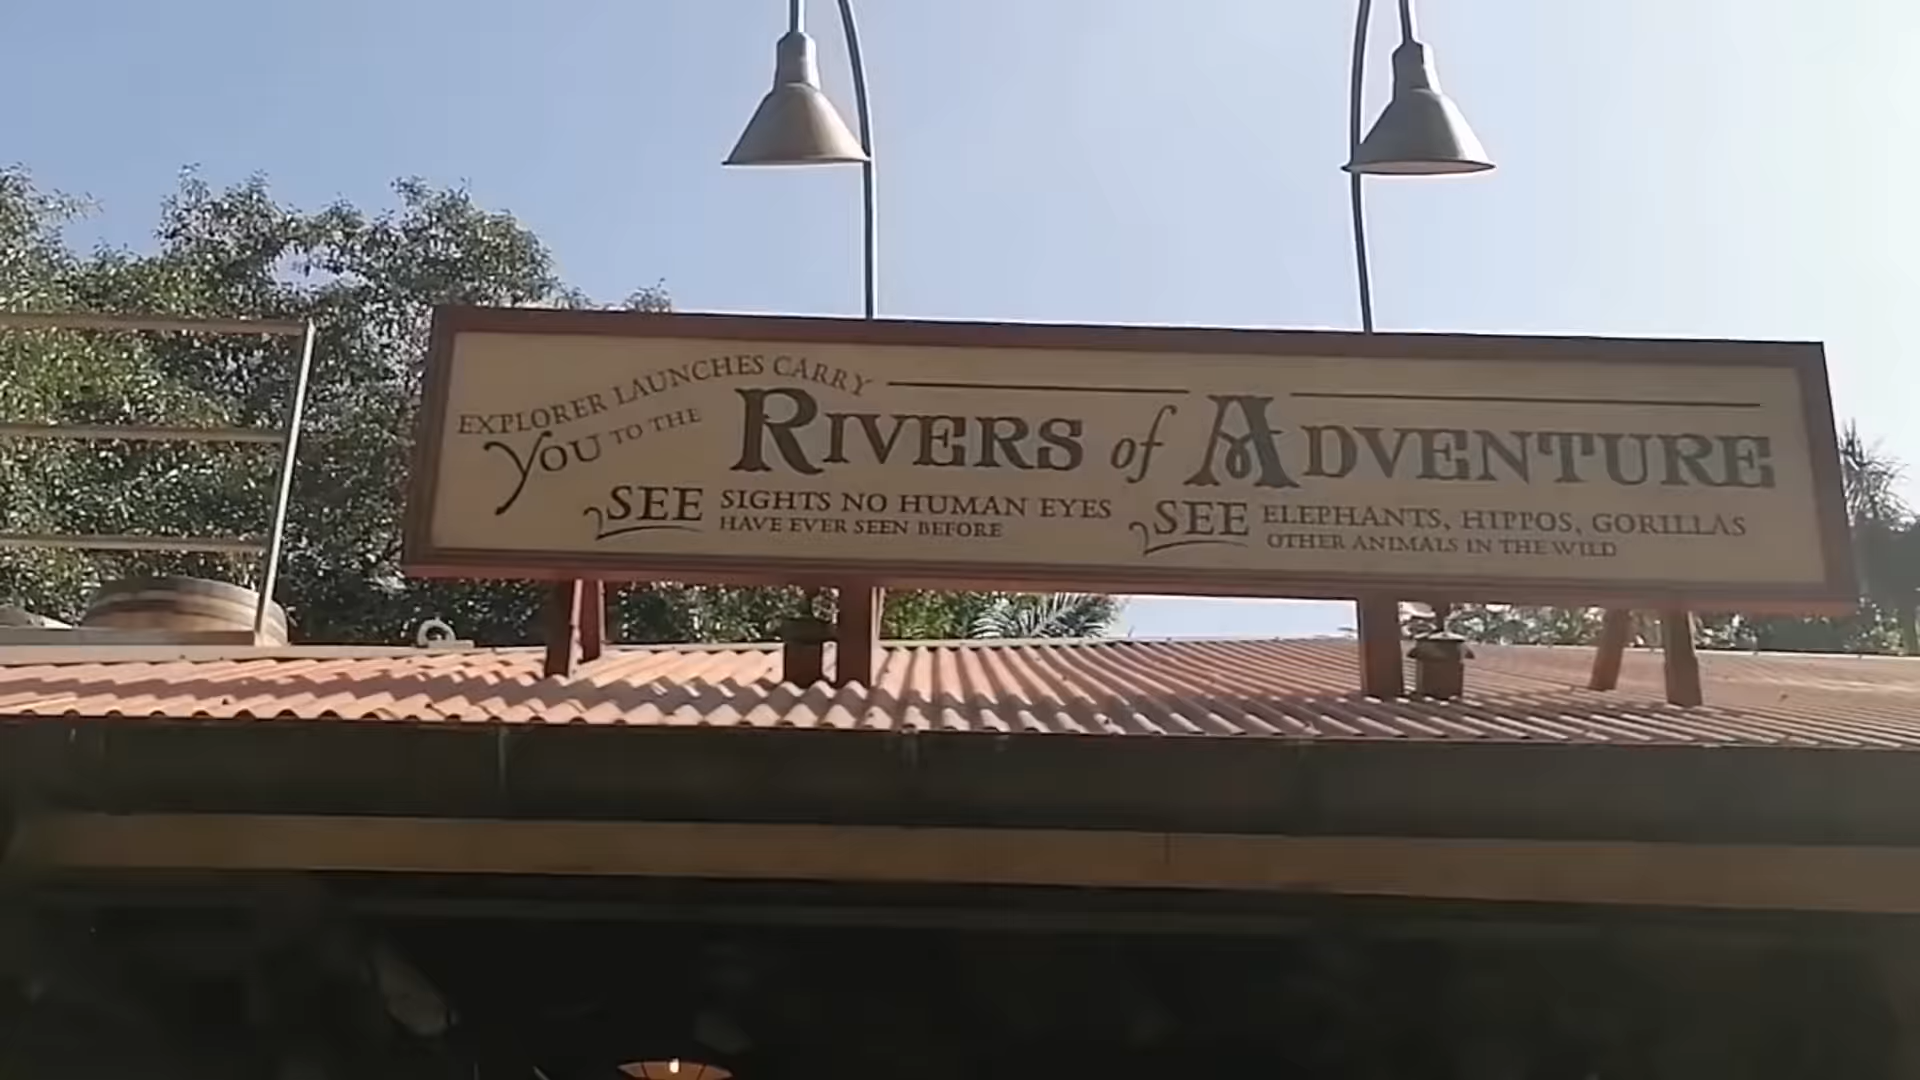 EXPLORER LAUNCHES CARRY
YOU TO THE
RIVERS of ADVENTURE
SEE SIGHTS NO HUMAN EYES
HAVE EVER SEEN BEFORE
SEE ELEPHANTS, HIPPOS, GORILLAS
OTHER ANIMALS IN THE WILD